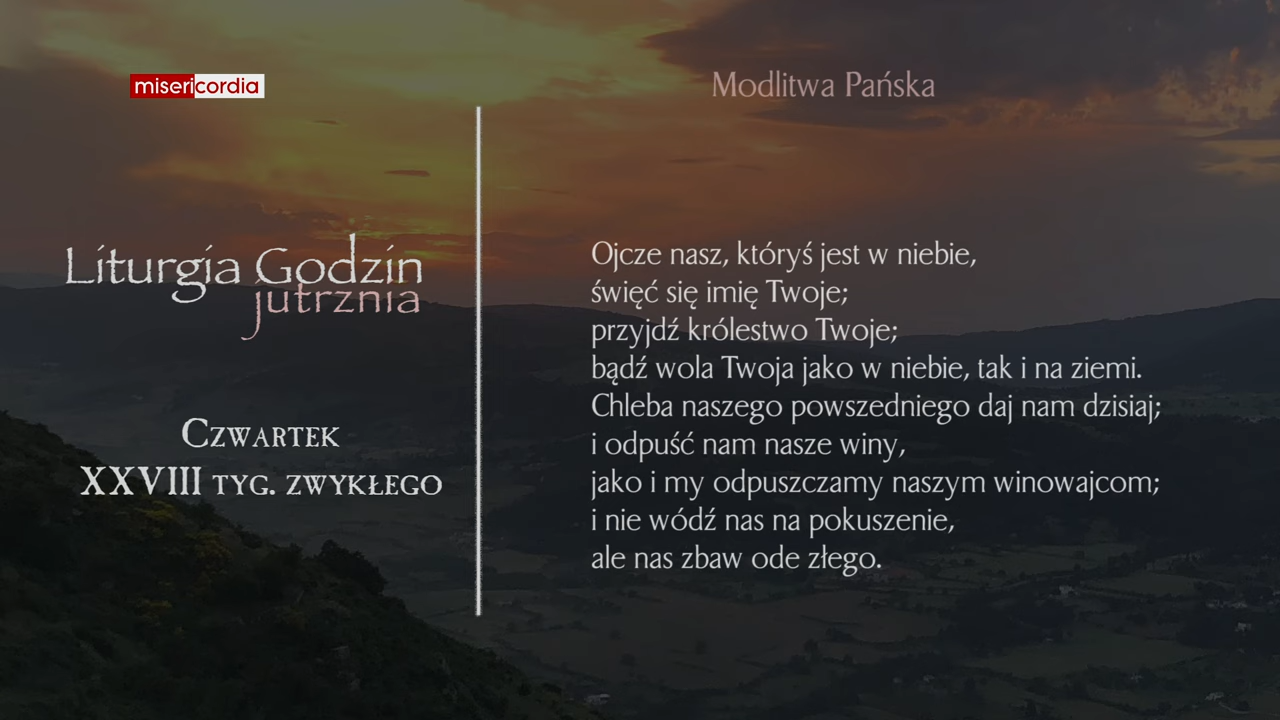 misericordia
Liturgia Godzin
jutrznia
Czwartek
XXVIII tyg. zwykłego
Modlitwa Pańska
Ojcze nasz, któryś jest w niebie,
święć się imię Twoje;
przyjdź królestwo Twoje;
bądź wola Twoja jako w niebie, tak i na ziemi.
Chleba naszego powszedniego daj nam dzisiaj;
i odpuść nam nasze winy,
jako i my odpuszczamy naszym winowajcom;
i nie wódź nas na pokuszenie,
ale nas zbaw ode złego.